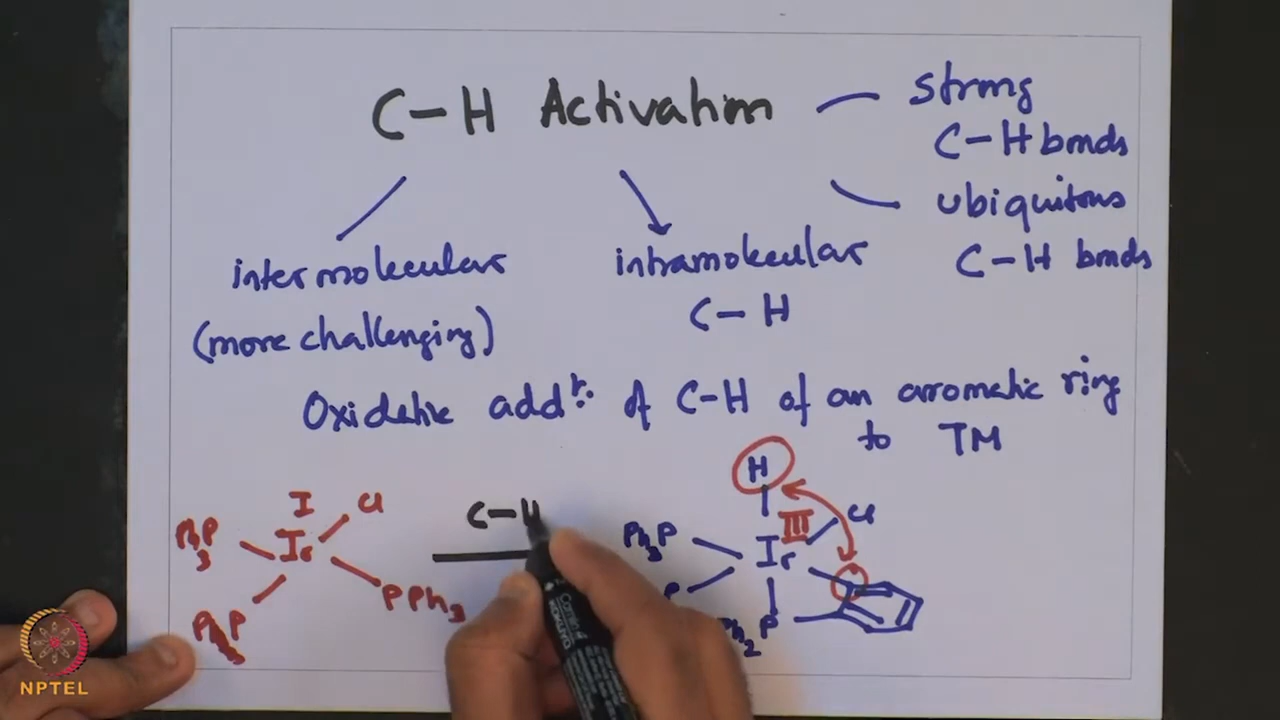 C-H Activation
strong
C-H bonds
ubiquitous
C-H bonds
intermolecular
(more challenging)
intramolecular
C-H
Oxidative addn. of C-H of an arromatic ring
to TM
Ph3P
I
Ir
Cl
Ph3P
PPh3
C-H
H
III
Ph3P
Ir
Cl
P
Ph2P
NPTEL